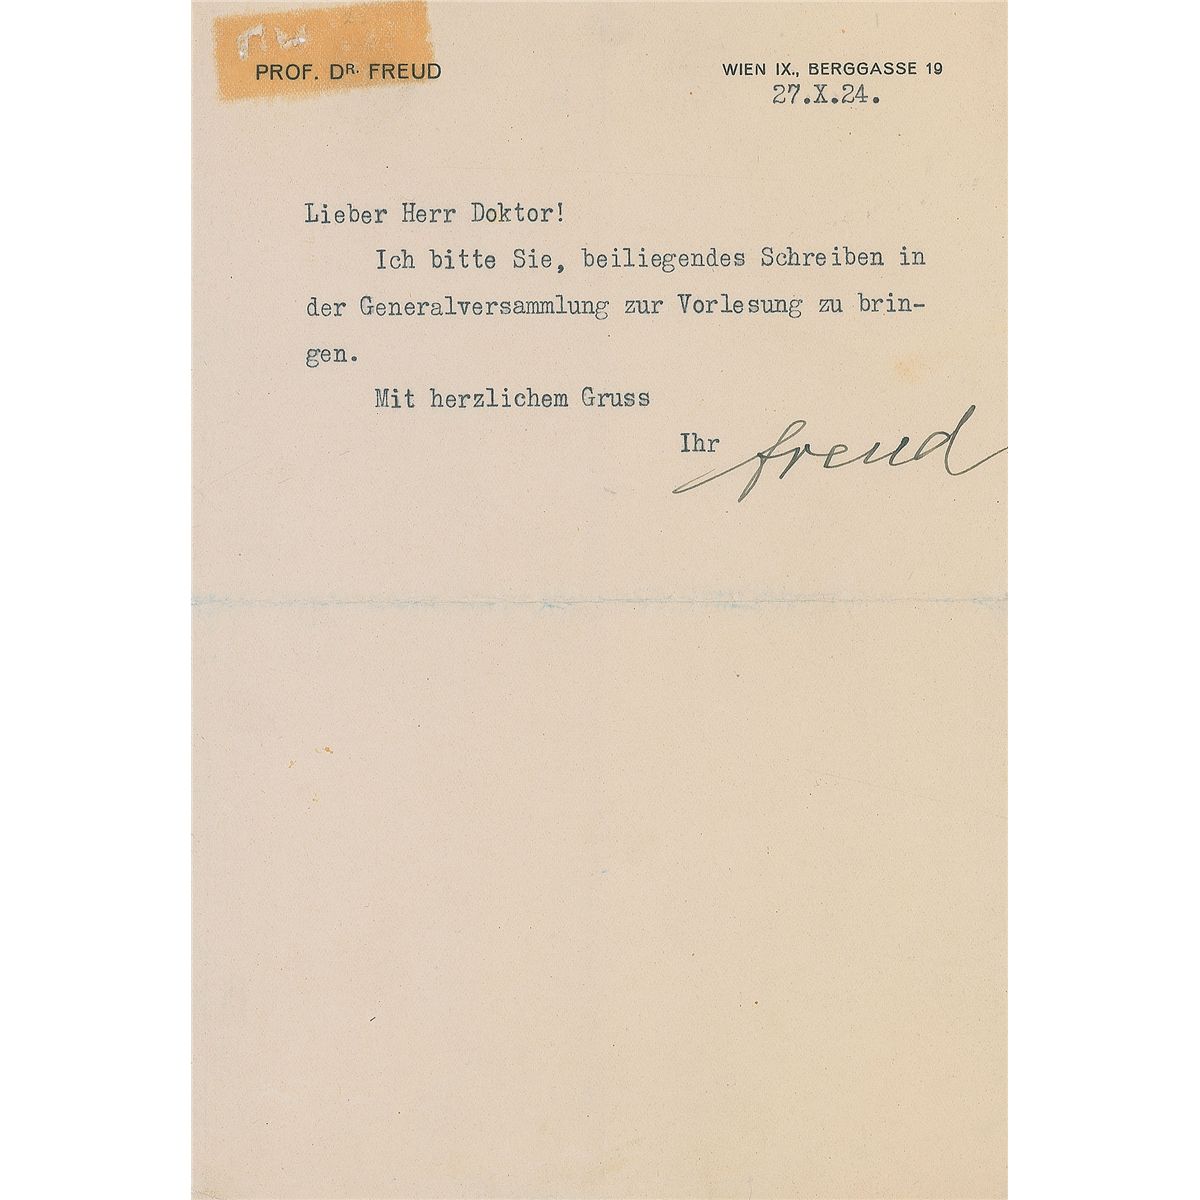 PROF. DR. FREUD
WIEN IX., BERGGASSE 19
27.X.24.
Lieber Herr Doktor!
Ich bitte Sie, beiliegendes Schreiben in
der Generalversammlung zur Vorlesung zu brin-
gen.
Mit herzlichem Gruss
Ihr freud